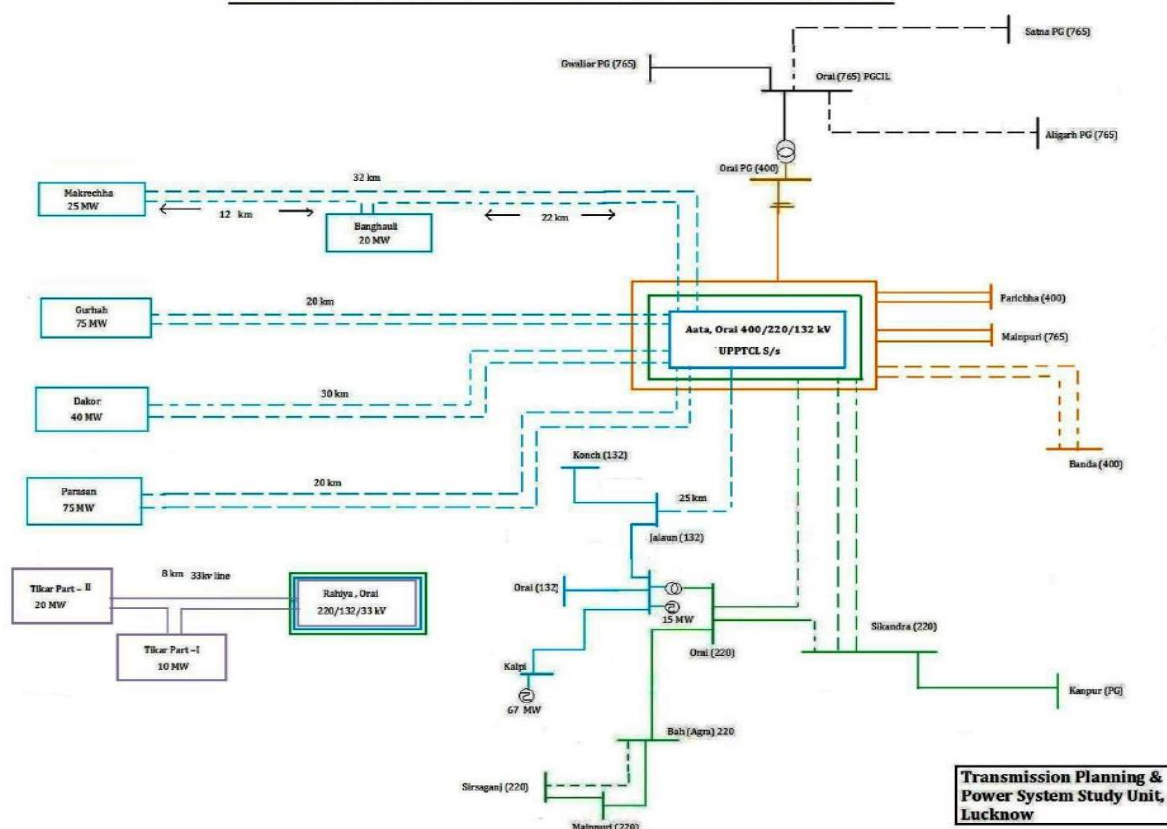 Satna PG (765)
Gwalior PG (765)
Orai (765) PGCIL
Aligarh PG (765)
Orai PG (400)
32 km
Makrechha
25 MW
12 km
22 km
Banghauli
20 MW
20 km
Gurhah
75 MW
Aata, Orai 400/220/132 kV
UPPTCL S/s
Parichha (400)
Mainpuri (765)
30 km
Dakor
40 MW
Banda (400)
Konch (132)
20 km
Parasan
75 MW
25 km
Jalaun (132)
8 km 33kv line
Tikar Part – II
20 MW
Rahiya , Orai
220/132/33 kV
Orai (132)
15 MW
Tikar Part –I
10 MW
Orai (220)
Sikandra (220)
Kalpi
67 MW
Kanpur (PG)
Bah (Agra) 220
Sirsaganj (220)
Mainpuri (220)
Transmission Planning &
Power System Study Unit,
Lucknow